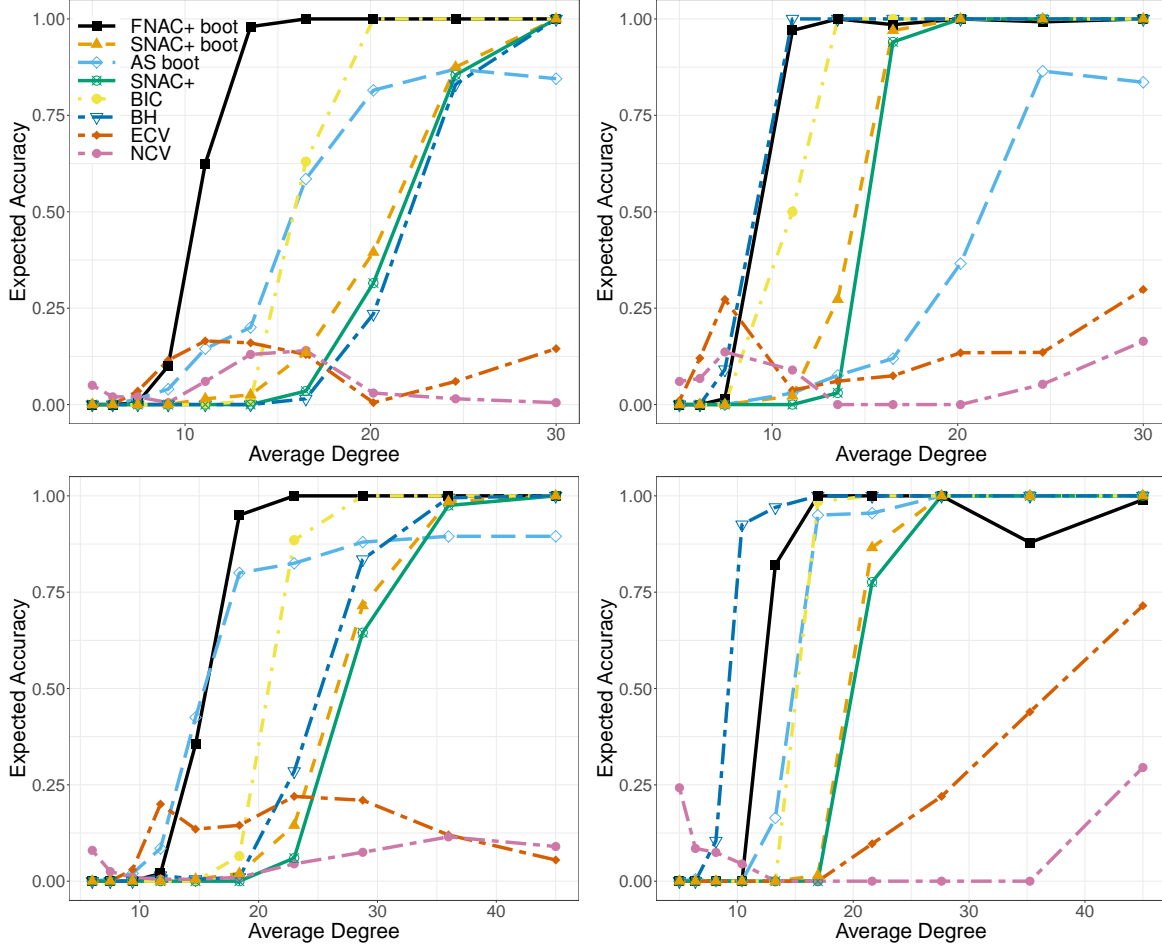 1.00
0.75
0.50
0.25
0.00
Expected Accuracy
FNAC+ boot
SNAC+ boot
AS boot
SNAC+
BIC
BH
ECV
NCV
10 20 30
Average Degree
1.00
0.75
0.50
0.25
0.00
Expected Accuracy
10 20 30
Average Degree
1.00
0.75
0.50
0.25
0.00
Expected Accuracy
10 20 30 40
Average Degree
1.00
0.75
0.50
0.25
0.00
Expected Accuracy
10 20 30 40
Average Degree